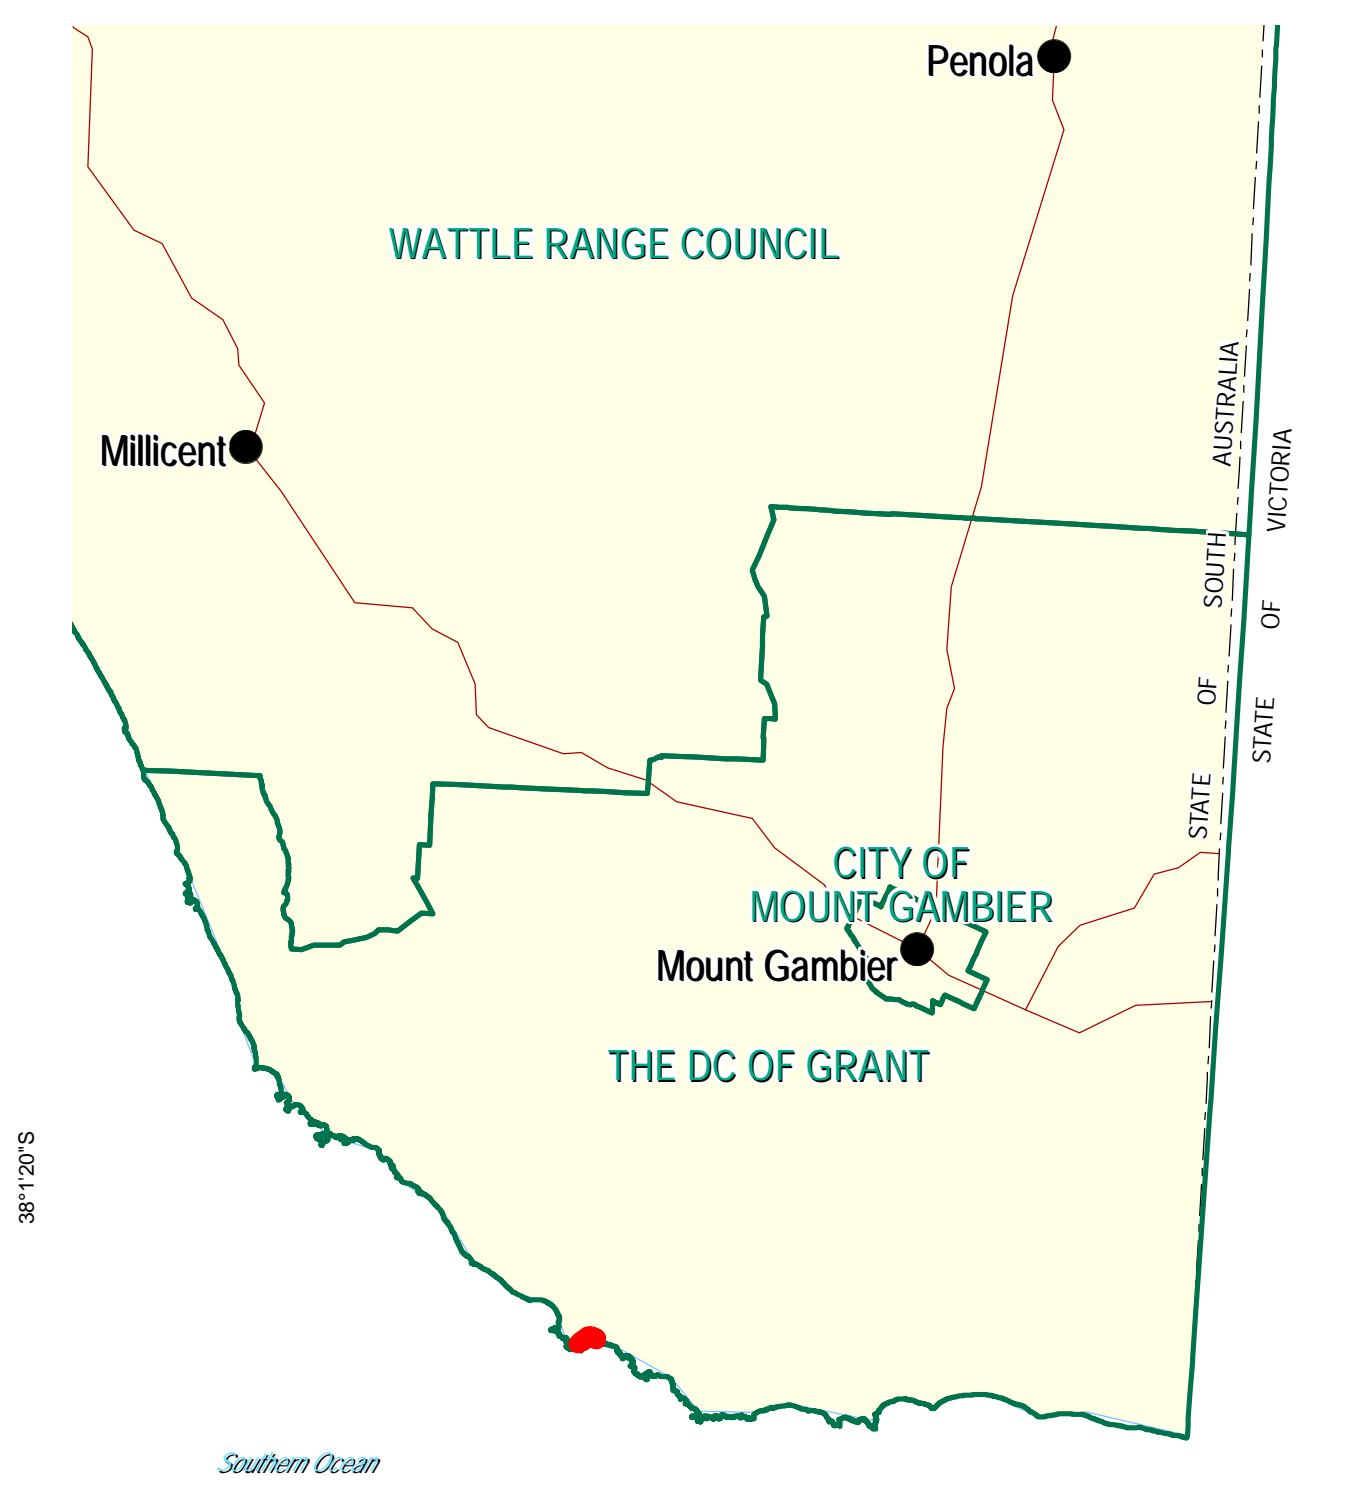 Penola
WATTLE RANGE COUNCIL
Millicent
STATE OF SOUTH AUSTRALIA
STATE OF VICTORIA
CITY OF
MOUNT GAMBIER
Mount Gambier
THE DC OF GRANT
38°1'20"S
Southern Ocean